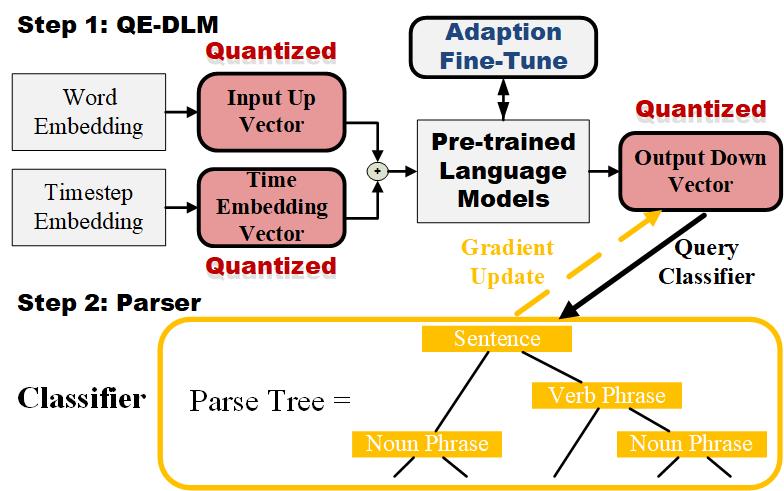 Step 1: QE-DLM
Quantized
Word
Embedding
Input Up
Vector
Adaption
Fine-Tune
Timestep
Embedding
Time
Embedding
Vector
Quantized
+
Pre-trained
Language
Models
Quantized
Output Down
Vector
Gradient
Update
Query
Classifier
Step 2: Parser
Classifier
Parse Tree =
Sentence
Verb Phrase
Noun Phrase
Noun Phrase